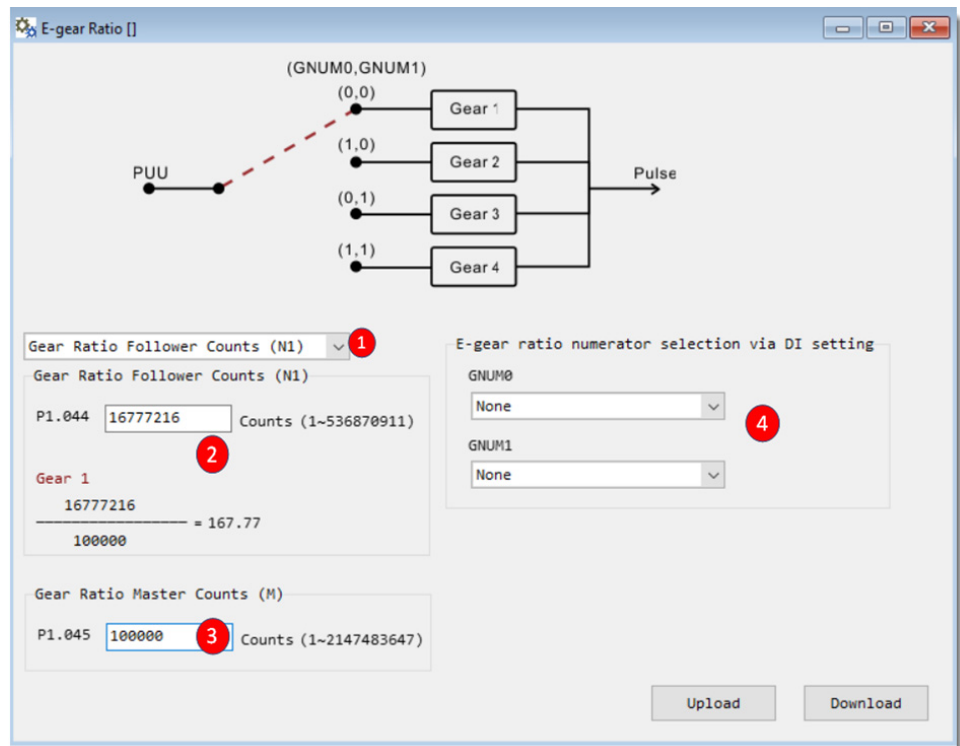 E-gear Ratio []
(GNUM0,GNUM1)
(0,0)
Gear 1
(1,0)
Gear 2
PUU
Pulse
(0,1)
Gear 3
(1,1)
Gear 4
Gear Ratio Follower Counts (N1)
1
Gear Ratio Follower Counts (N1)
P1.044 16777216 Counts (1~536870911)
2
Gear 1
16777216
= 167.77
100000
Gear Ratio Master Counts (M)
P1.045 100000 3 Counts (1~2147483647)
E-gear ratio numerator selection via DI setting
GNUM0
None
4
GNUM1
None
Upload
Download